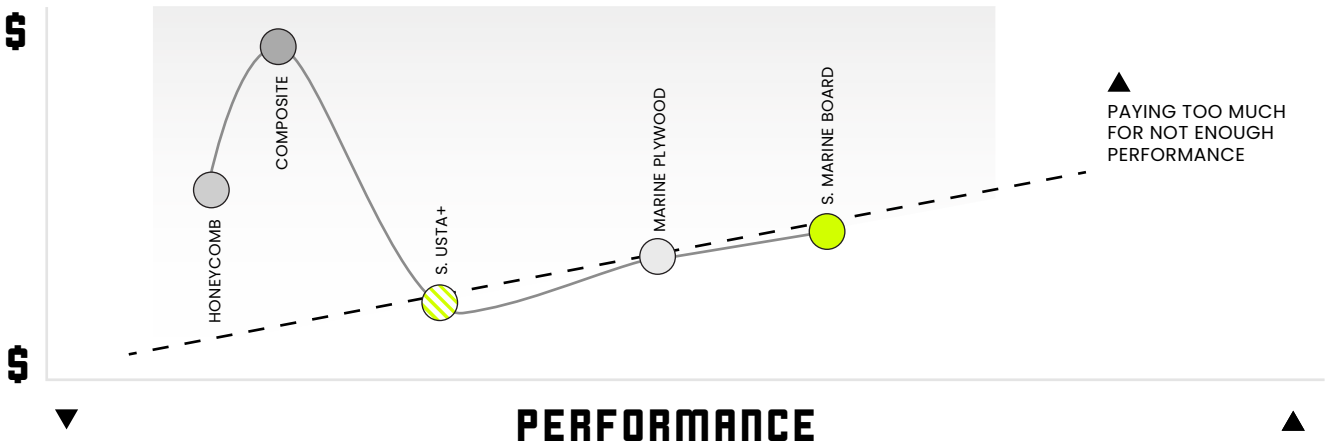 $
COMPOSITE
HONEYCOMB
S. USTA+
MARINE PLYWOOD
S. MARINE BOARD
PAYING TOO MUCH
FOR NOT ENOUGH
PERFORMANCE
$
PERFORMANCE